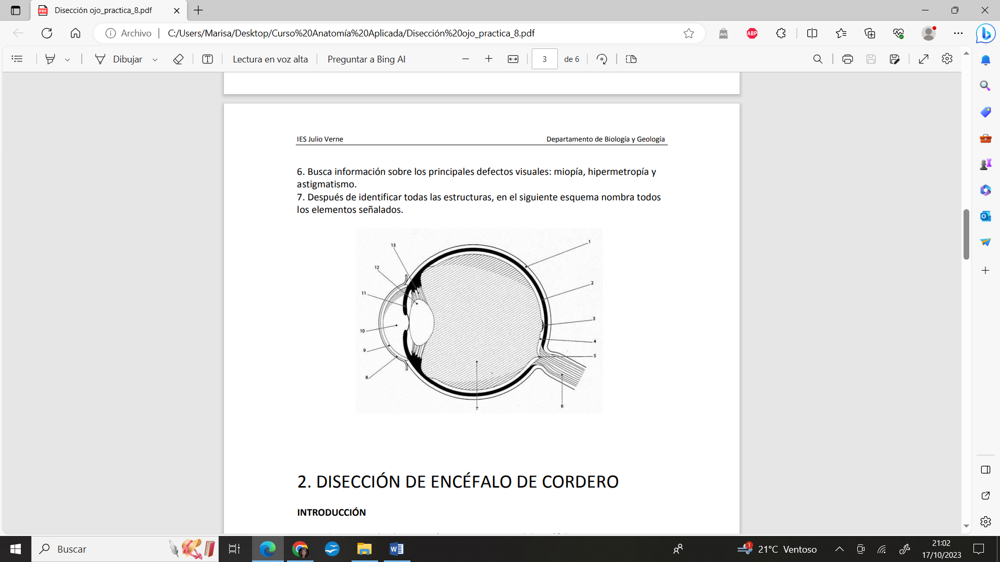 Disección ojo_practica_8.pdf
Archivo
C:/Users/Marisa/Desktop/Curso%20Anatomía%20Aplicada/Disección%20ojo_practica_8.pdf
AVG
ABP
Dibujar
Lectura en voz alta
Preguntar a Bing AI
3
de 6
IES Julio Verne
Departamento de Biología y Geología
6. Busca información sobre los principales defectos visuales: miopía, hipermetropía y
astigmatismo.
7. Después de identificar todas las estructuras, en el siguiente esquema nombra todos
los elementos señalados.
13
1
12
2
11
3
10
4
9
5
8
7
6
2. DISECCIÓN DE ENCÉFALO DE CORDERO
INTRODUCCIÓN
Buscar
1
21°C Ventoso
21:02
17/10/2023